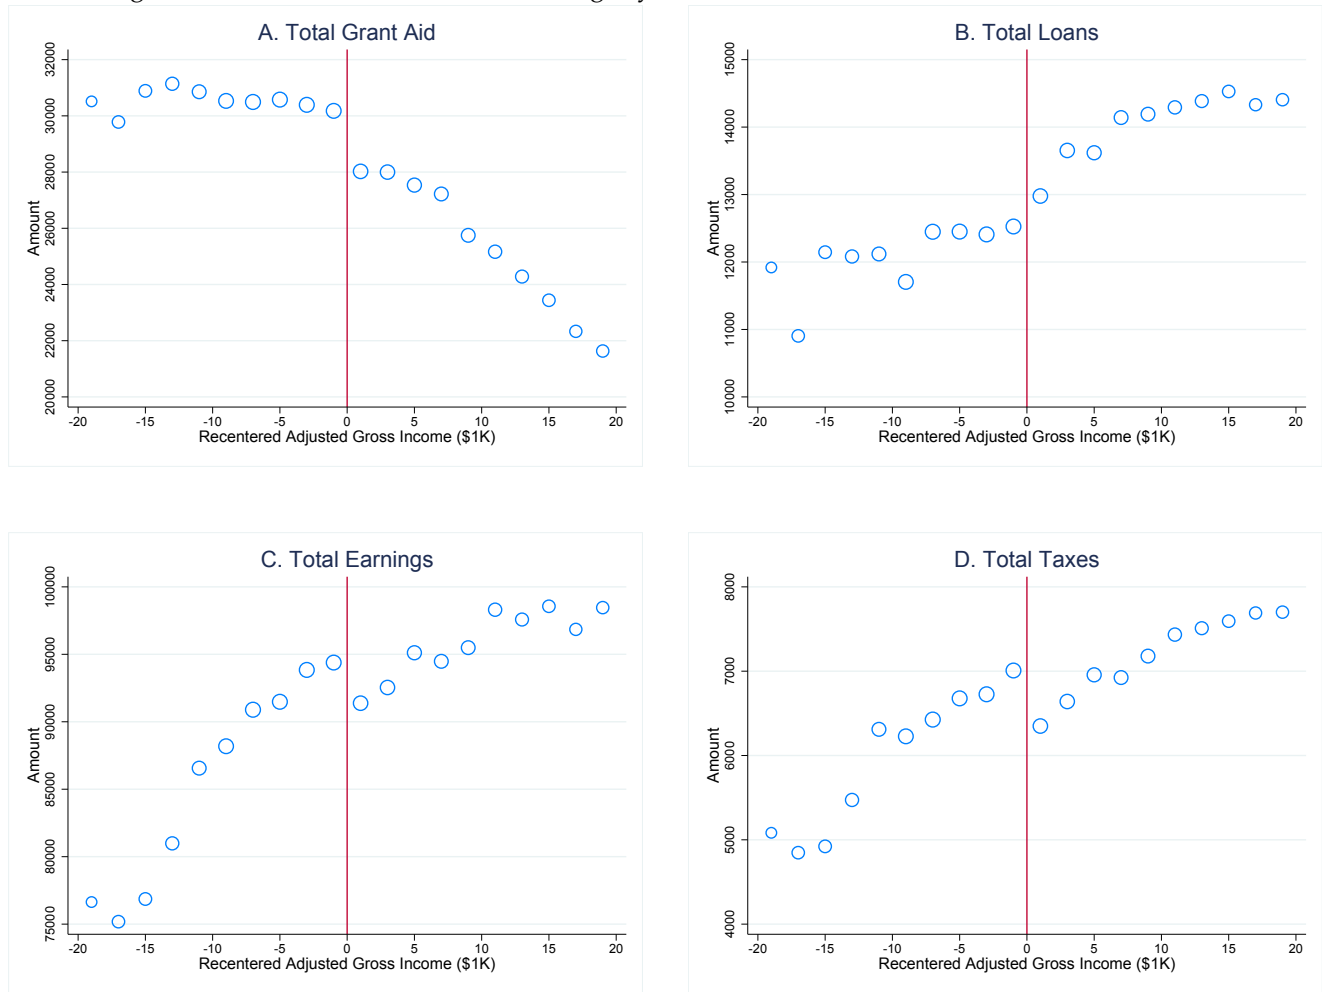 A. Total Grant Aid
32000
30000
28000
26000
24000
22000
20000
Amount
-20 -15 -10 -5 0 5 10 15 20
Recentered Adjusted Gross Income ($1K)
B. Total Loans
15000
14000
13000
12000
11000
10000
Amount
-20 -15 -10 -5 0 5 10 15 20
Recentered Adjusted Gross Income ($1K)
C. Total Earnings
100000
95000
90000
85000
80000
75000
Amount
-20 -15 -10 -5 0 5 10 15 20
Recentered Adjusted Gross Income ($1K)
D. Total Taxes
8000
7000
6000
5000
4000
Amount
-20 -15 -10 -5 0 5 10 15 20
Recentered Adjusted Gross Income ($1K)